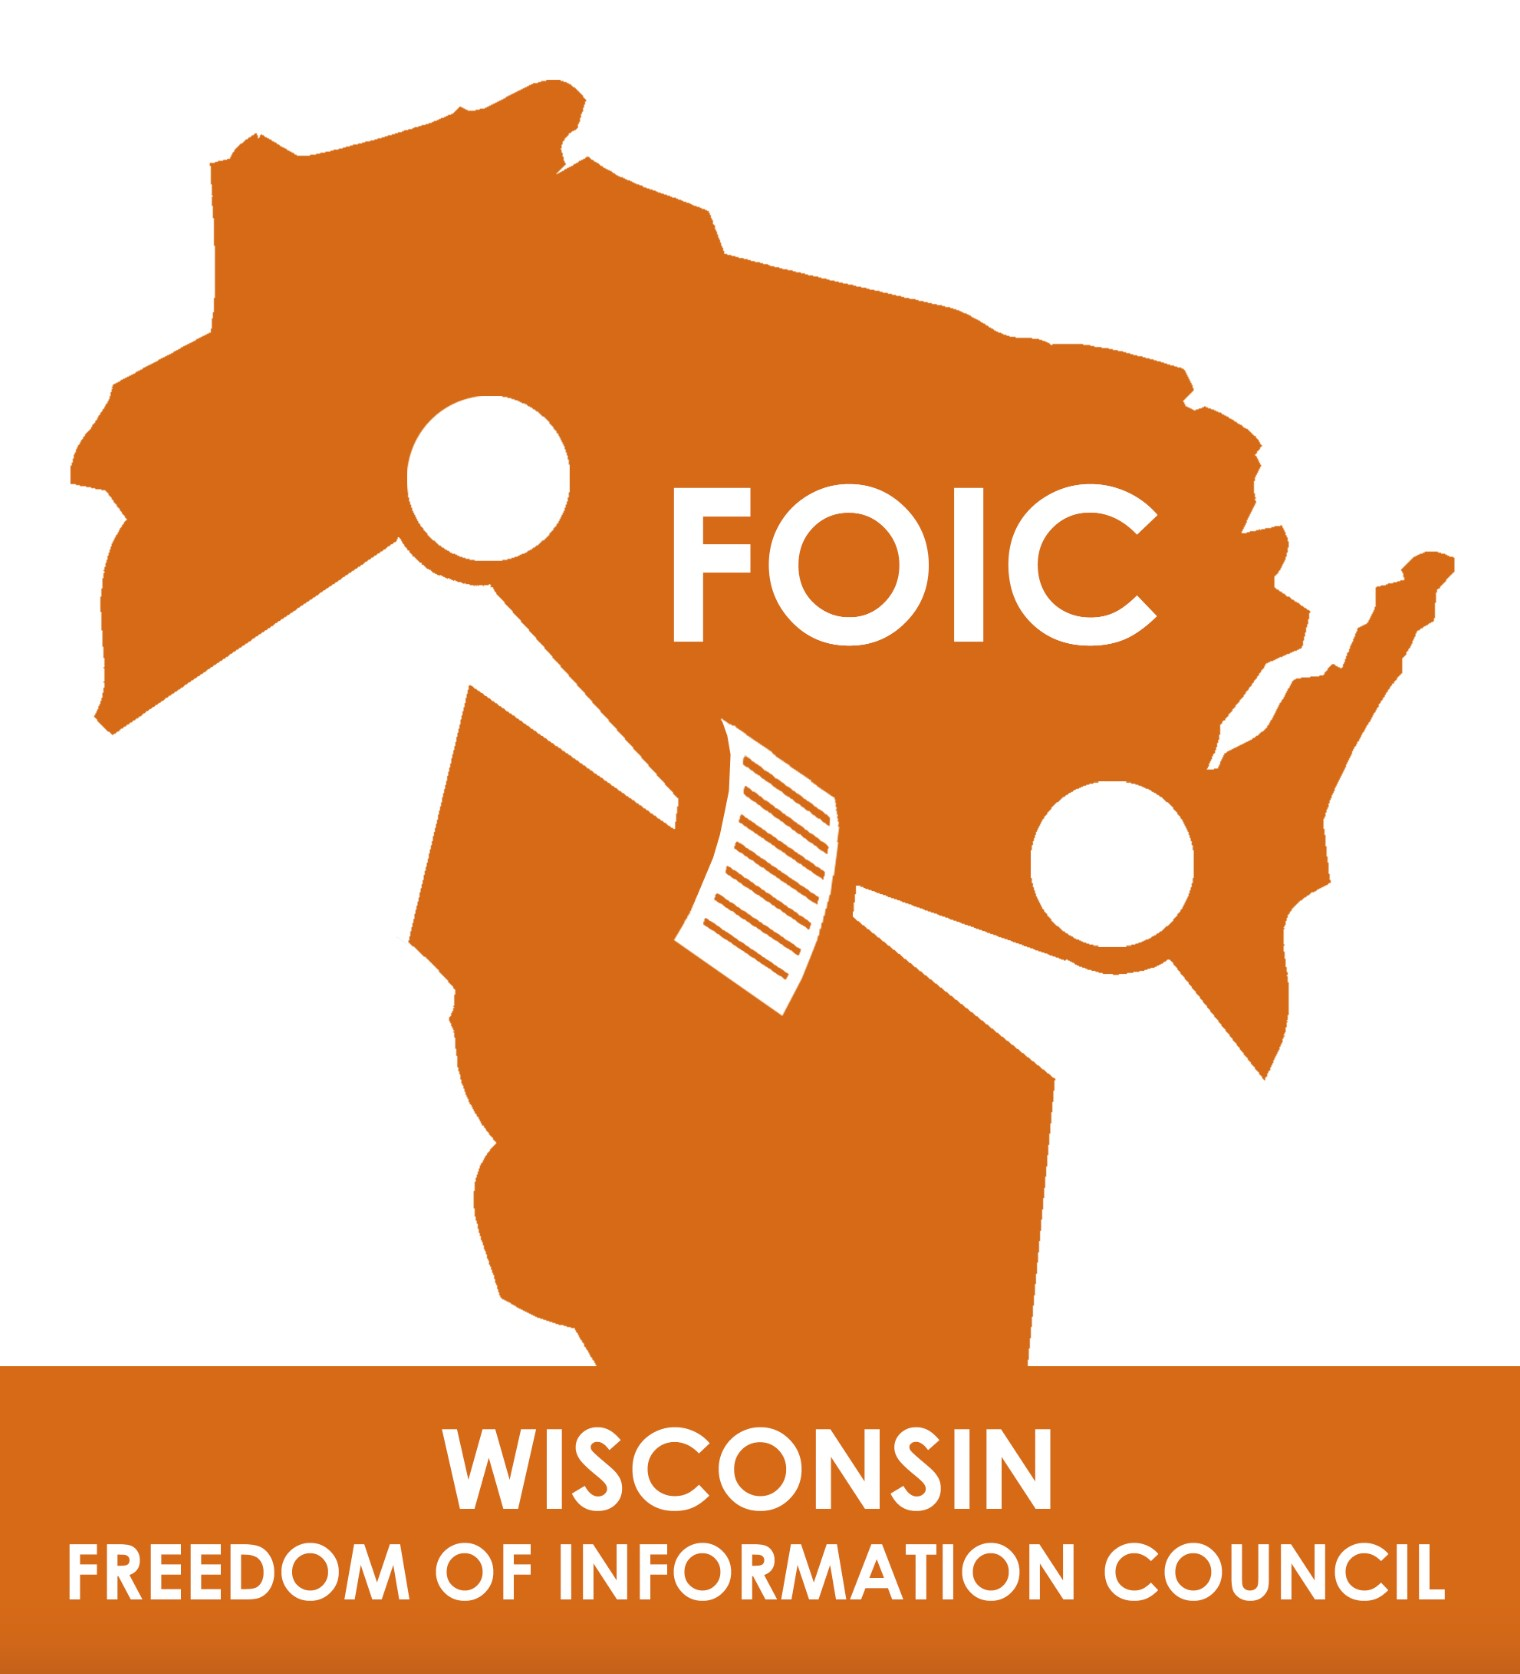 FOIC
WISCONSIN
FREEDOM OF INFORMATION COUNCIL